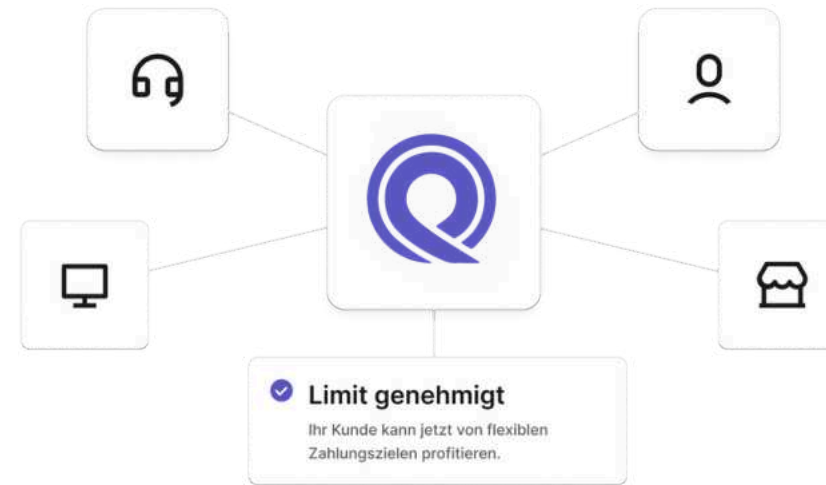 Limit genehmigt
Ihr Kunde kann jetzt von flexiblen
Zahlungszielen profitieren.